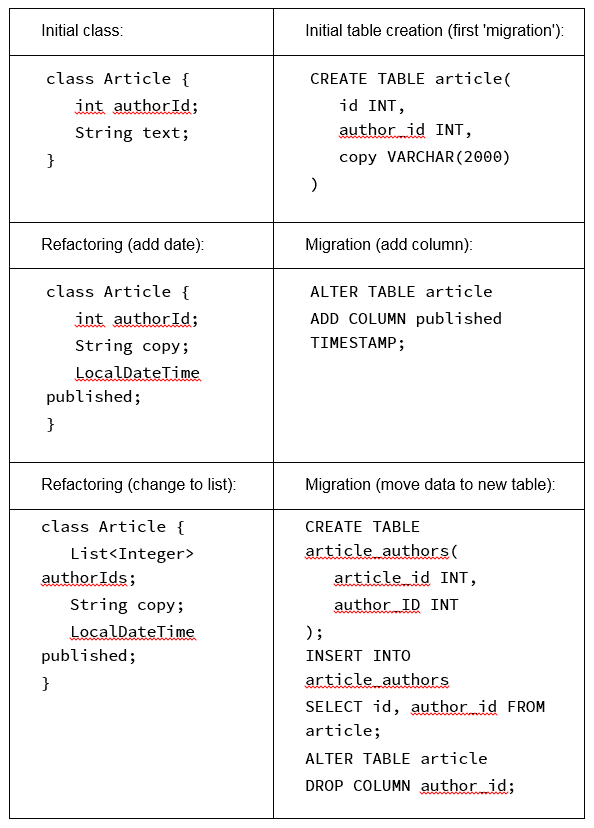 Initial class:
Initial table creation (first 'migration'):
class Article {
int authorId;
String text;
}
CREATE TABLE article(
id INT,
author_id INT,
copy VARCHAR(2000)
)
Refactoring (add date):
Migration (add column):
class Article {
int authorId;
String copy;
LocalDateTime
published;
}
ALTER TABLE article
ADD COLUMN published
TIMESTAMP;
Refactoring (change to list):
Migration (move data to new table):
class Article {
List<Integer>
authorIds;
String copy;
LocalDateTime
published;
}
CREATE TABLE
article_authors(
article_id INT,
author_ID INT
);
INSERT INTO
article_authors
SELECT id, author_id FROM
article;
ALTER TABLE article
DROP COLUMN author_id;